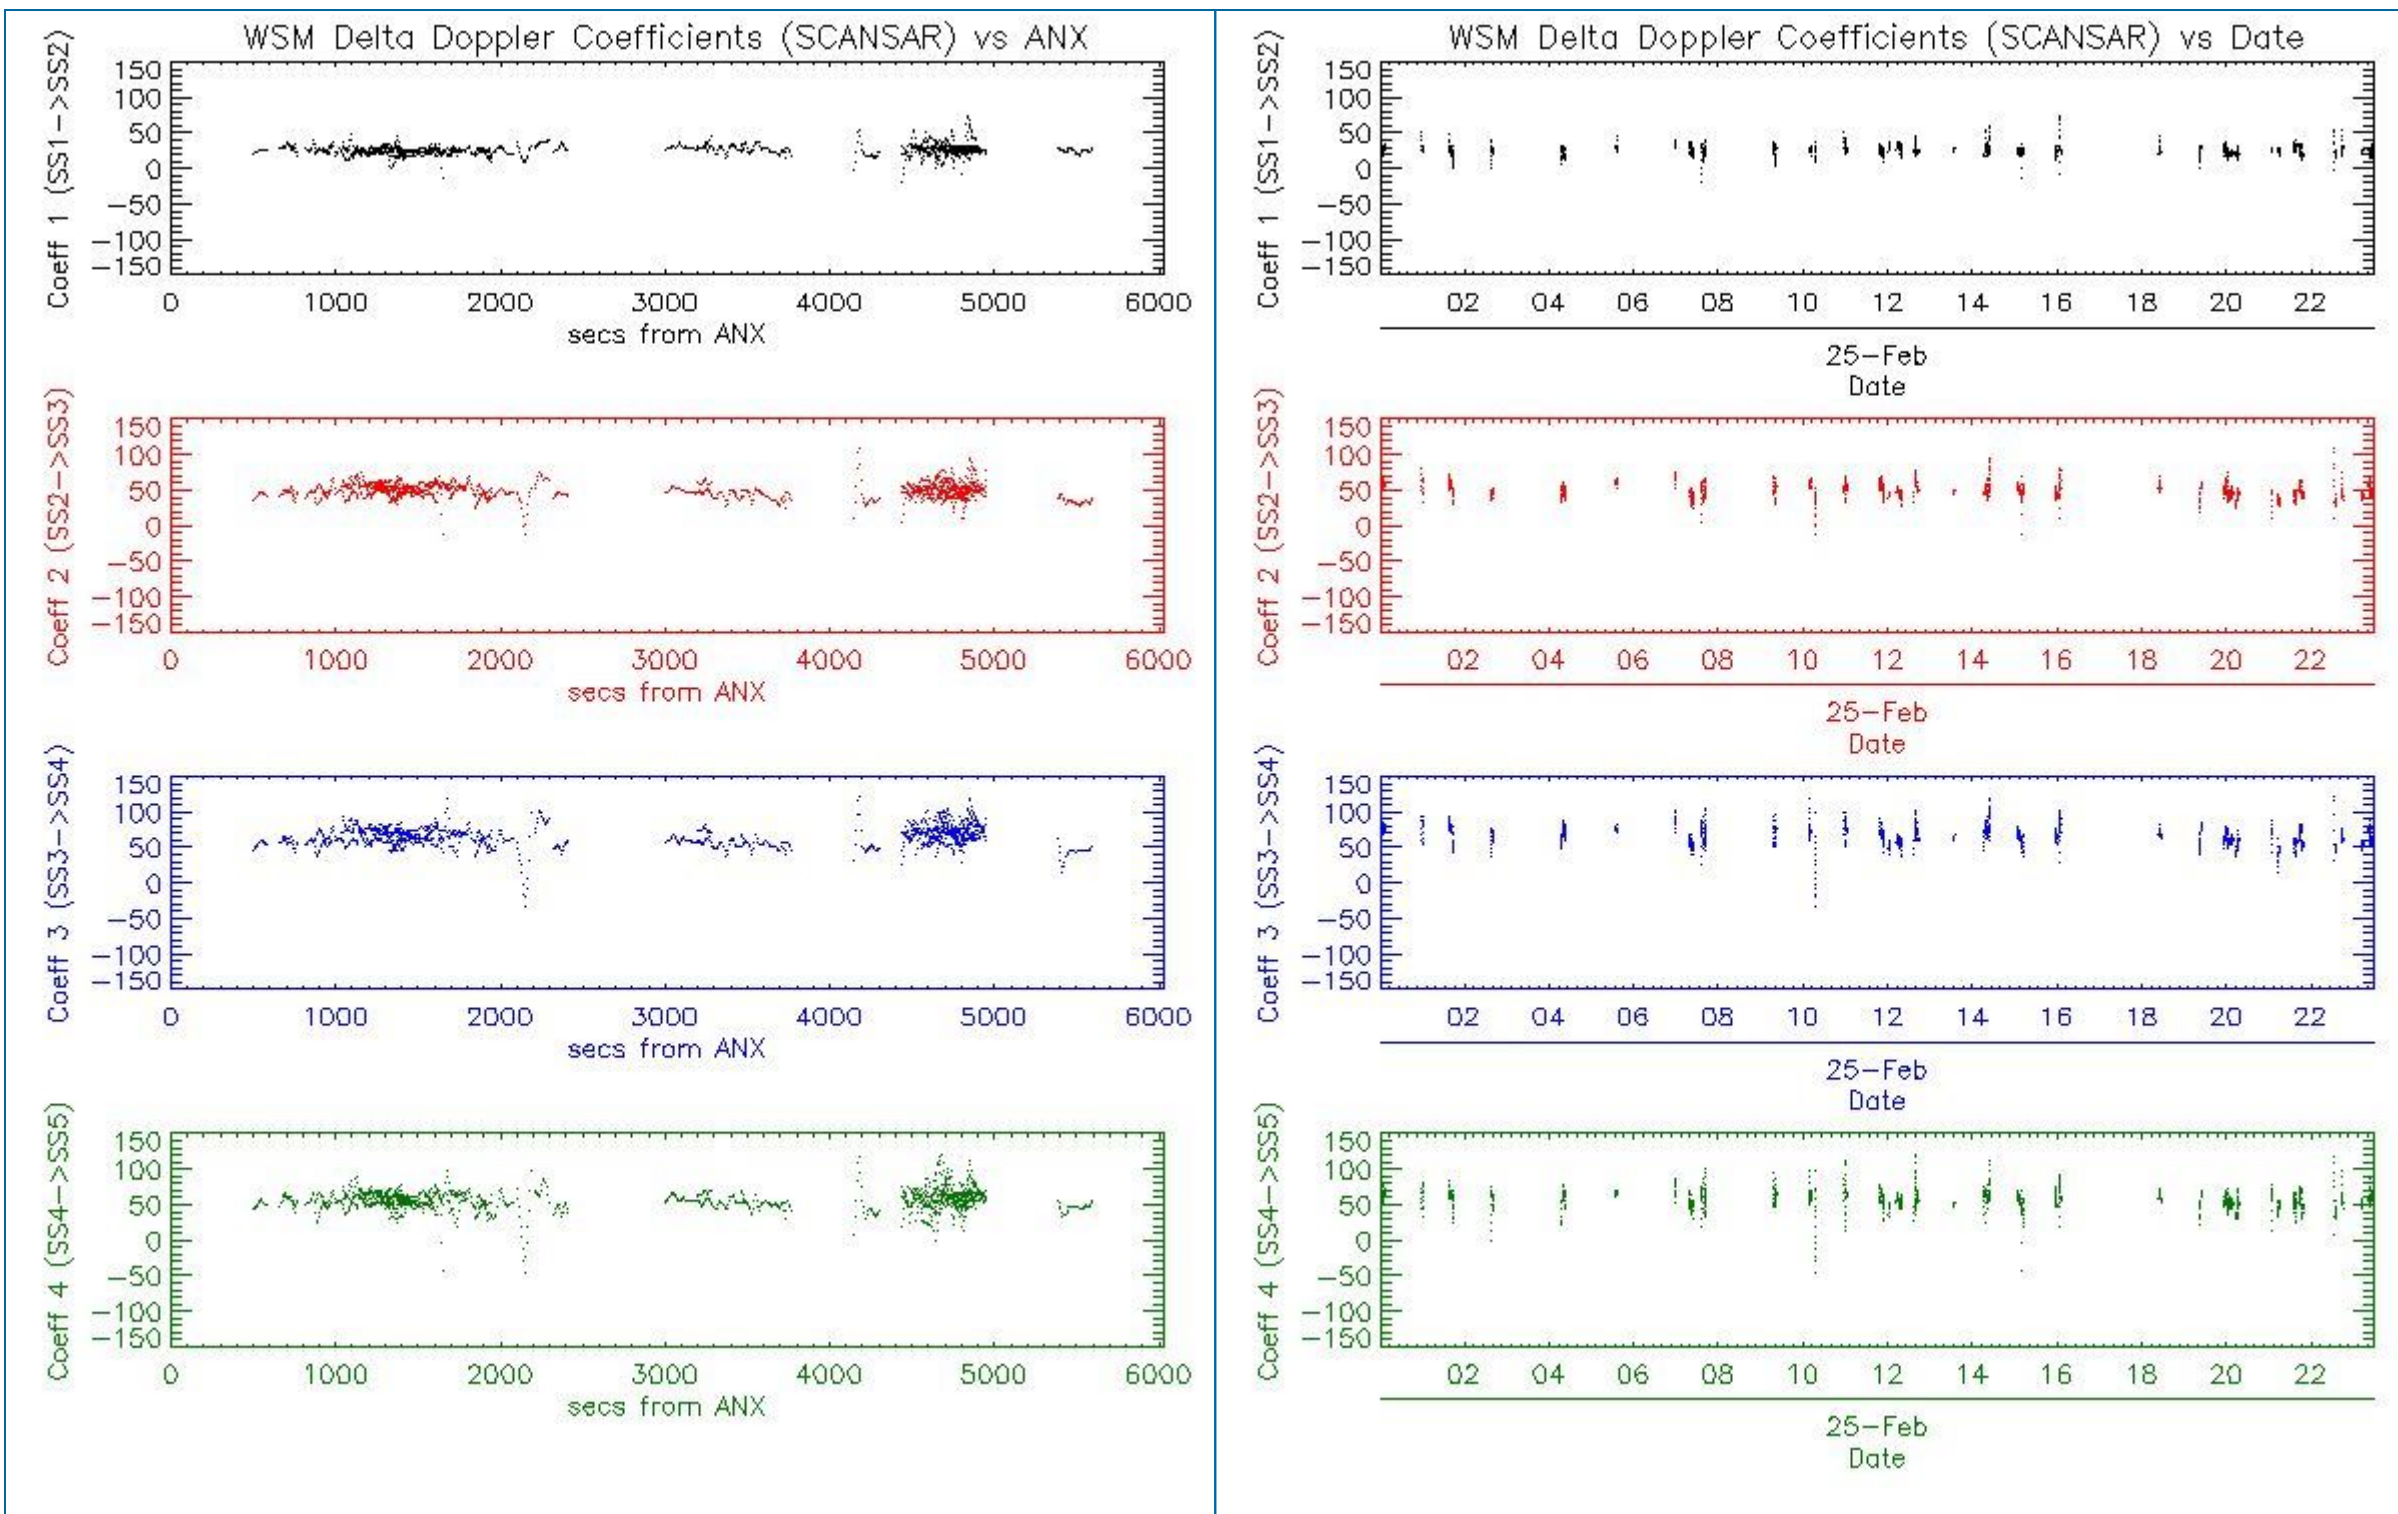 WSM Delta Doppler Coefficients (SCANSAR) vs ANX
Coeff 1 (SS1->SS2)
150
100
50
0
-50
-100
-150
0 1000 2000 3000 4000 5000 6000
secs from ANX
Coeff 2 (SS2->SS3)
150
100
50
0
-50
-100
-150
0 1000 2000 3000 4000 5000 6000
secs from ANX
Coeff 3 (SS3->SS4)
150
100
50
0
-50
-100
-150
0 1000 2000 3000 4000 5000 6000
secs from ANX
Coeff 4 (SS4->SS5)
150
100
50
0
-50
-100
-150
0 1000 2000 3000 4000 5000 6000
secs from ANX
WSM Delta Doppler Coefficients (SCANSAR) vs Date
Coeff 1 (SS1->SS2)
150
100
50
0
-50
-100
-150
02 04 06 08 10 12 14 16 18 20 22
25-Feb
Date
Coeff 2 (SS2->SS3)
150
100
50
0
-50
-100
-150
02 04 06 08 10 12 14 16 18 20 22
25-Feb
Date
Coeff 3 (SS3->SS4)
150
100
50
0
-50
-100
-150
02 04 06 08 10 12 14 16 18 20 22
25-Feb
Date
Coeff 4 (SS4->SS5)
150
100
50
0
-50
-100
-150
02 04 06 08 10 12 14 16 18 20 22
25-Feb
Date